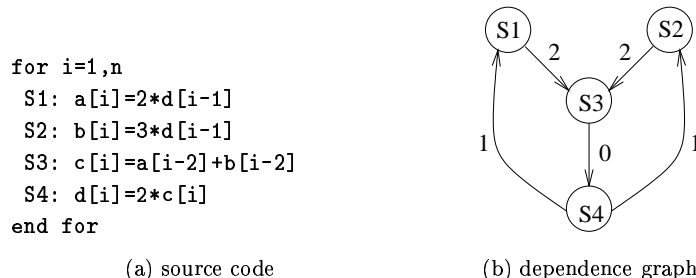 for i=1,n
S1: a[i]=2*d[i-1]
S2: b[i]=3*d[i-1]
S3: c[i]=a[i-2]+b[i-2]
S4: d[i]=2*c[i]
end for
(a) source code
S1 S2
2 2
S3
1 0 1
S4
(b) dependence graph